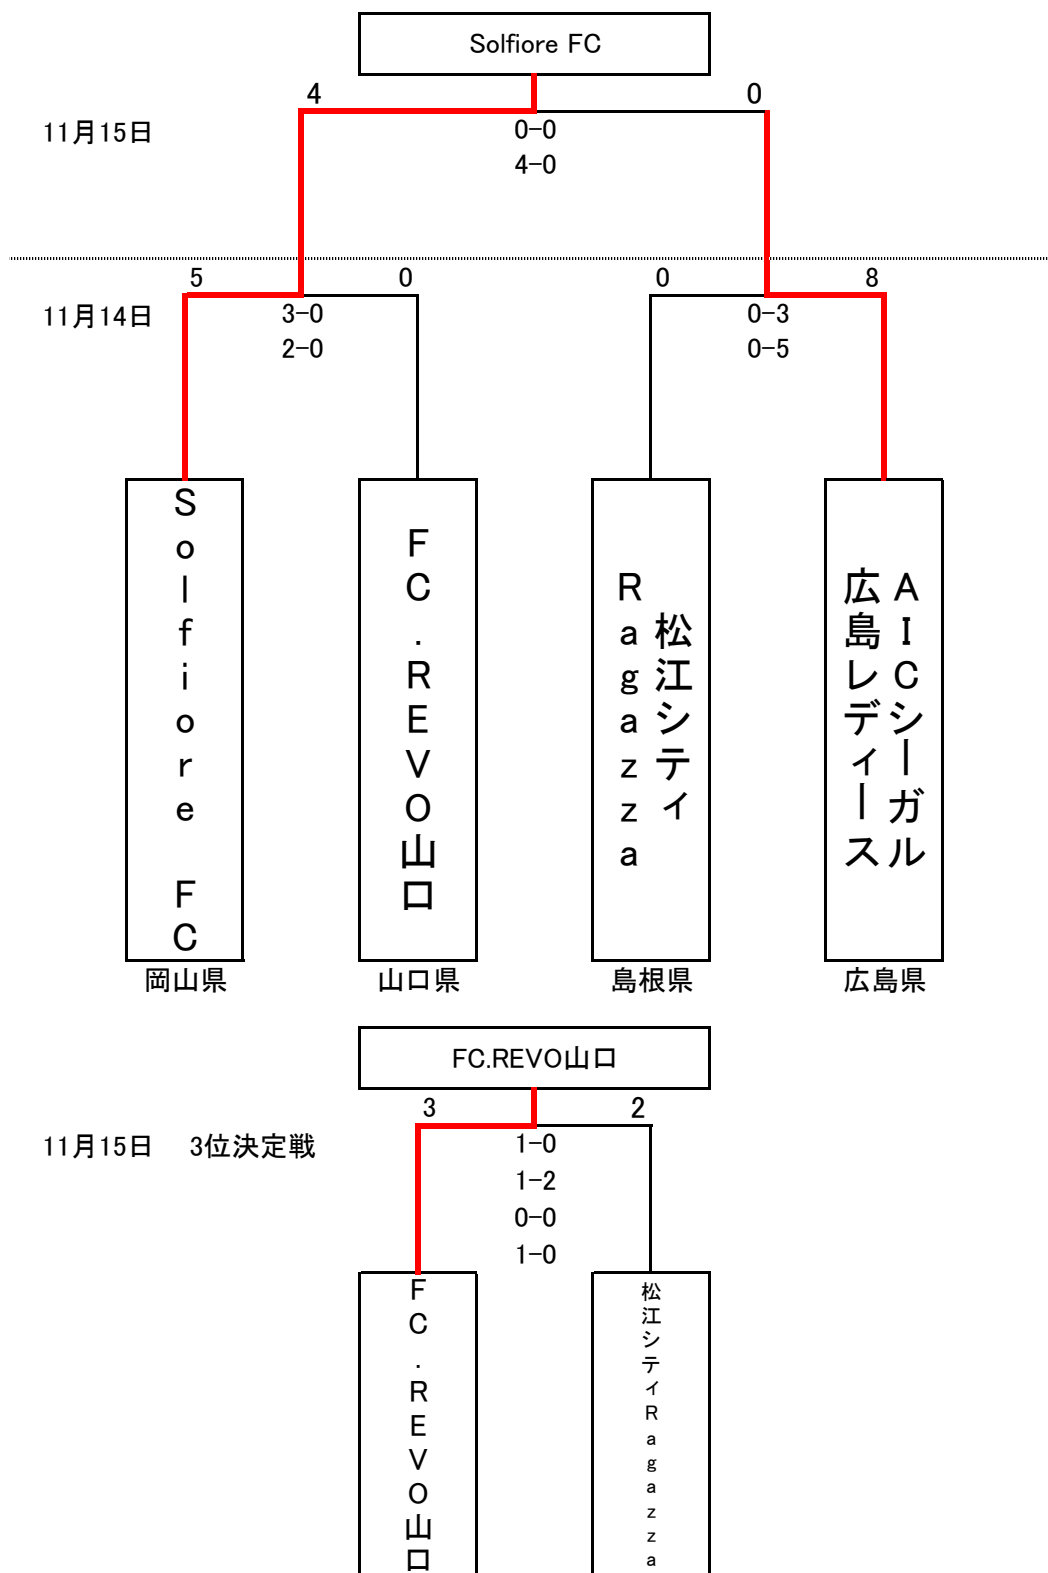 Solfiore FC
4 0
11月15日
0-0
4-0
5 0 0 8
11月14日
3-0 0-3
2-0 0-5
Solfiore FC
FC.REVO山口
松江シティ
Ragazza
AICシーガル
広島レディース
岡山県 山口県 島根県 広島県
FC.REVO山口
3 2
11月15日 3位決定戦
1-0
1-2
0-0
1-0
FC.REVO山口
松江シティRagazza